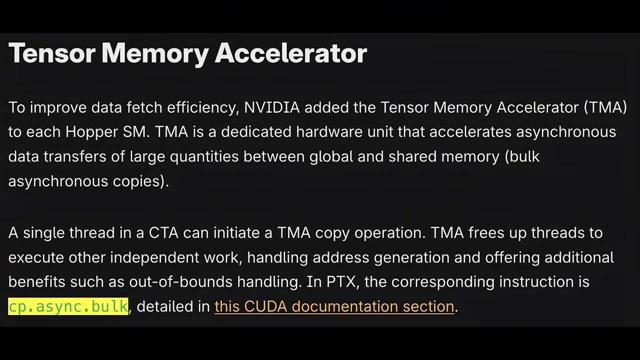 Tensor Memory Accelerator
To improve data fetch efficiency, NVIDIA added the Tensor Memory Accelerator (TMA)
to each Hopper SM. TMA is a dedicated hardware unit that accelerates asynchronous
data transfers of large quantities between global and shared memory (bulk
asynchronous copies).
A single thread in a CTA can initiate a TMA copy operation. TMA frees up threads to
execute other independent work, handling address generation and offering additional
benefits such as out-of-bounds handling. In PTX, the corresponding instruction is
cp.async.bulk, detailed in this CUDA documentation section.